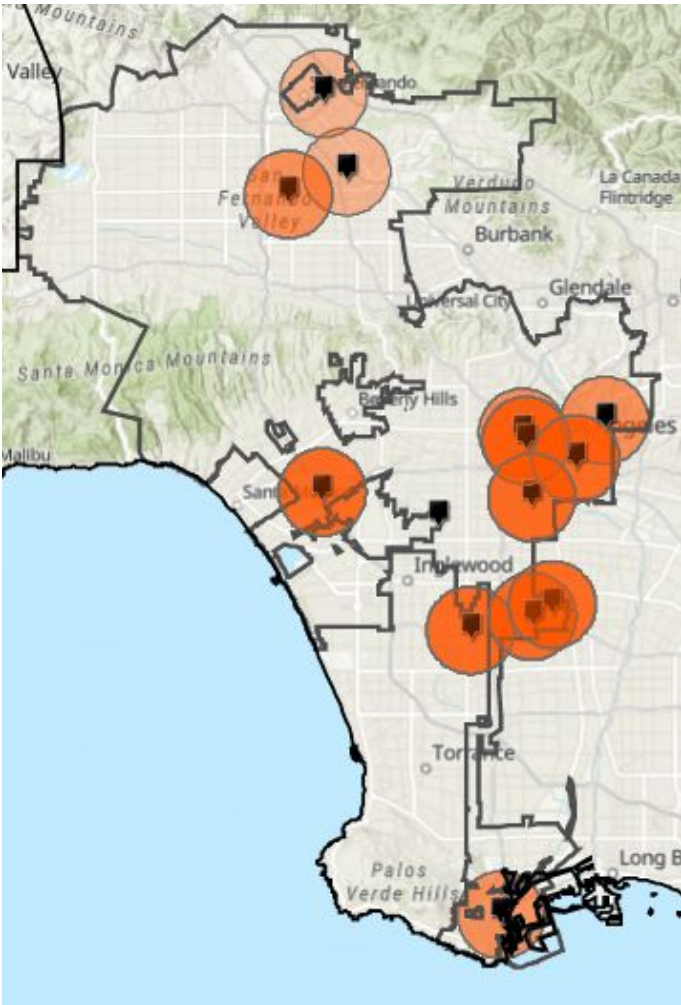 Mountains
Valley
San
Fernando
Valley
Verdugo
Mountains
La Canada
Flintridge
Burbank
Glendale
Universal City
Santa Monica Mountains
Beverly Hills
Malibu
Inglewood
Torrance
Palos
Verde Hills
Long B